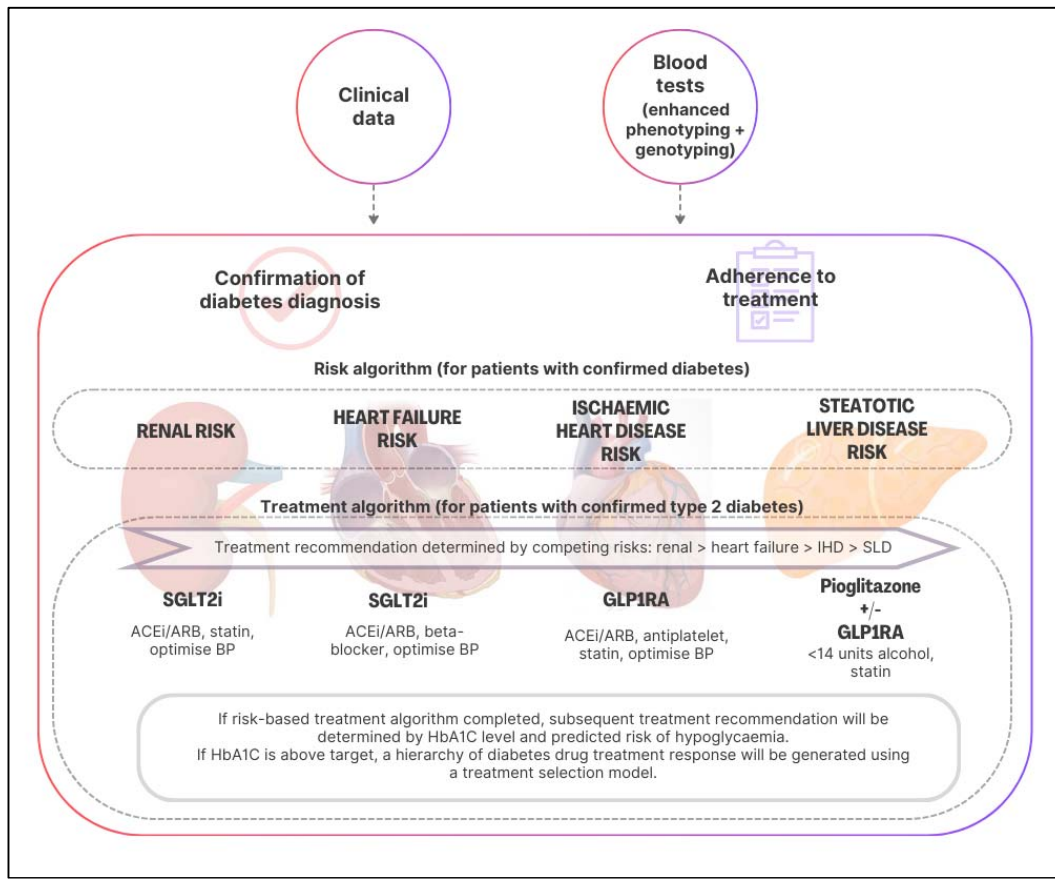 Clinical
data
Blood
tests
(enhanced
phenotyping +
genotyping)
Confirmation of
diabetes diagnosis
Adherence to
treatment
Risk algorithm (for patients with confirmed diabetes)
RENAL RISK
HEART FAILURE
RISK
ISCHAEMIC
HEART DISEASE
RISK
STEATOTIC
LIVER DISEASE
RISK
Treatment algorithm (for patients with confirmed type 2 diabetes)
Treatment recommendation determined by competing risks: renal > heart failure > IHD > SLD
SGLT2i
ACEi/ARB, statin,
optimise BP
SGLT2i
ACEi/ARB, beta-
blocker, optimise BP
GLP1RA
ACEi/ARB, antiplatelet,
statin, optimise BP
Pioglitazone
+/-
GLP1RA
<14 units alcohol,
statin
If risk-based treatment algorithm completed, subsequent treatment recommendation will be
determined by HbA1C level and predicted risk of hypoglycaemia.
If HbA1C is above target, a hierarchy of diabetes drug treatment response will be generated using
a treatment selection model.